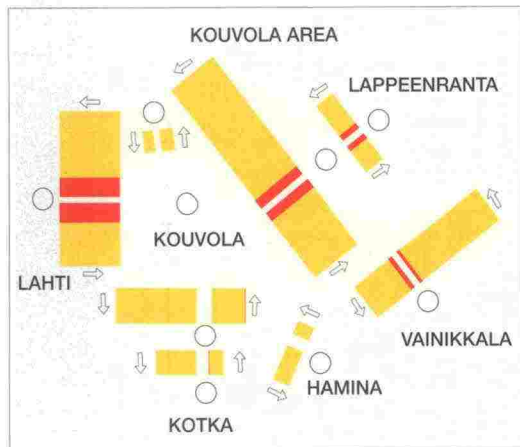 KOUVOLA AREA
LAPPEENRANTA
KOUVOLA
LAHTI
VAINIKKALA
HAMINA
KOTKA